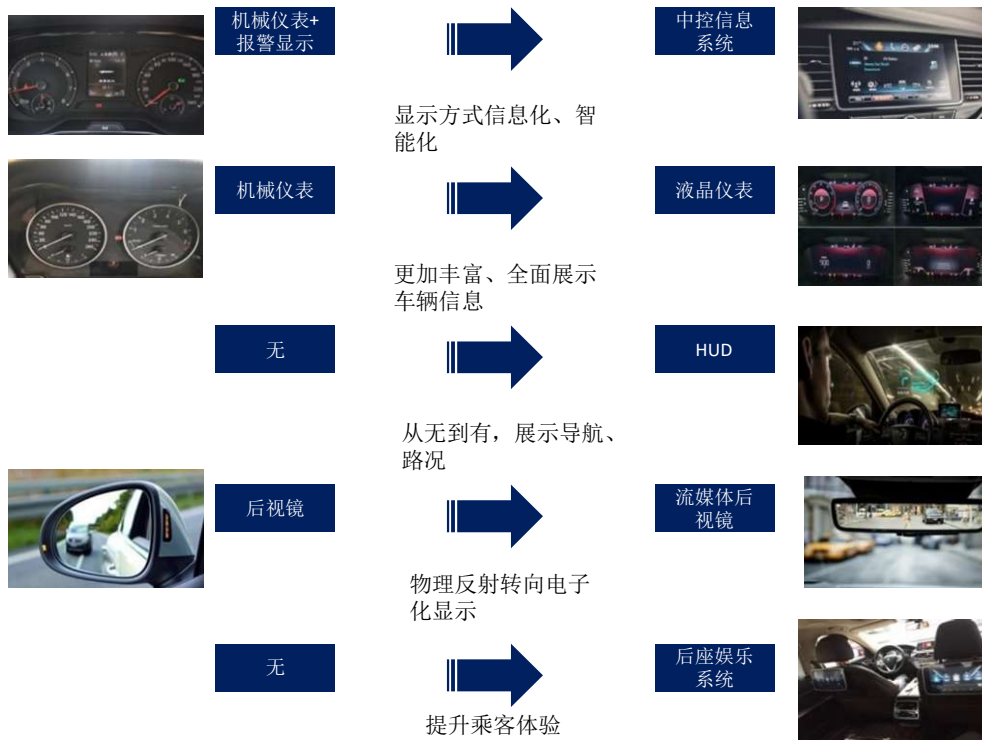 机械仪表+
报警显示
中控信息
系统
显示方式信息化、智
能化
机械仪表
液晶仪表
更加丰富、全面展示
车辆信息
无
HUD
从无到有，展示导航、
路况
后视镜
流媒体后
视镜
物理反射转向电子
化显示
无
后座娱乐
系统
提升乘客体验